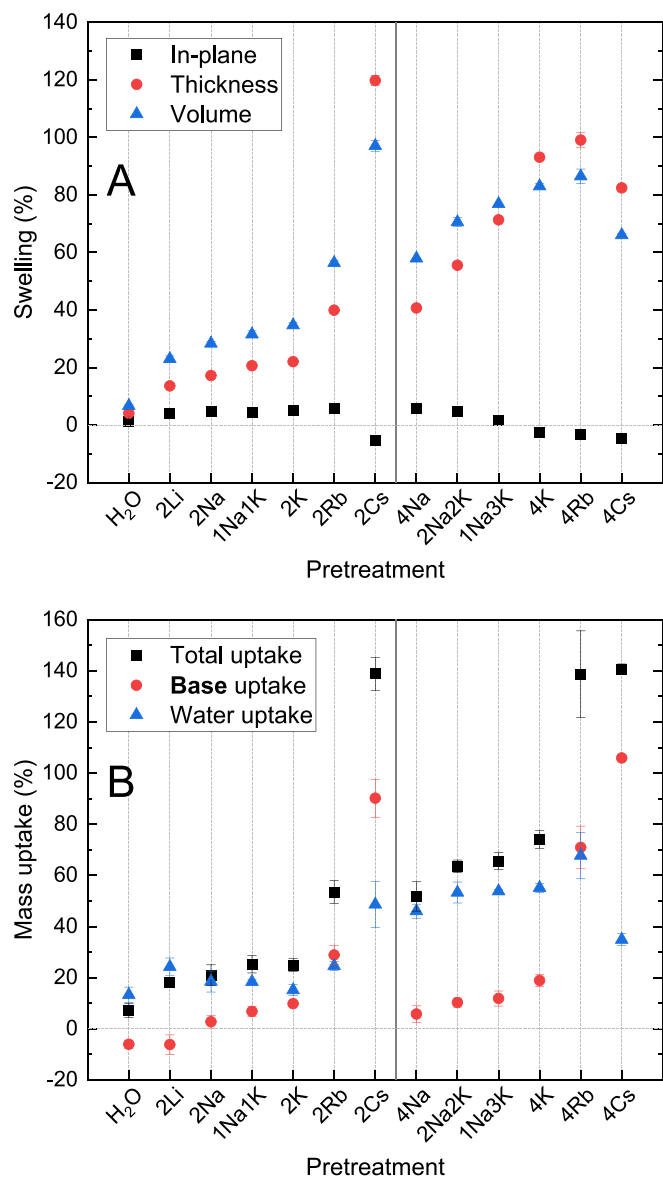 140
120
100
80
60
40
20
0
-20
Swelling (%)
In-plane
Thickness
Volume
A
H₂O
2Li
2Na
1Na1K
2K
2Rb
2Cs
4Na
2Na2K
1Na3K
4K
4Rb
4Cs
Pretreatment
160
140
120
100
80
60
40
20
0
-20
Mass uptake (%)
Total uptake
Base uptake
Water uptake
B
H₂O
2Li
2Na
1Na1K
2K
2Rb
2Cs
4Na
2Na2K
1Na3K
4K
4Rb
4Cs
Pretreatment